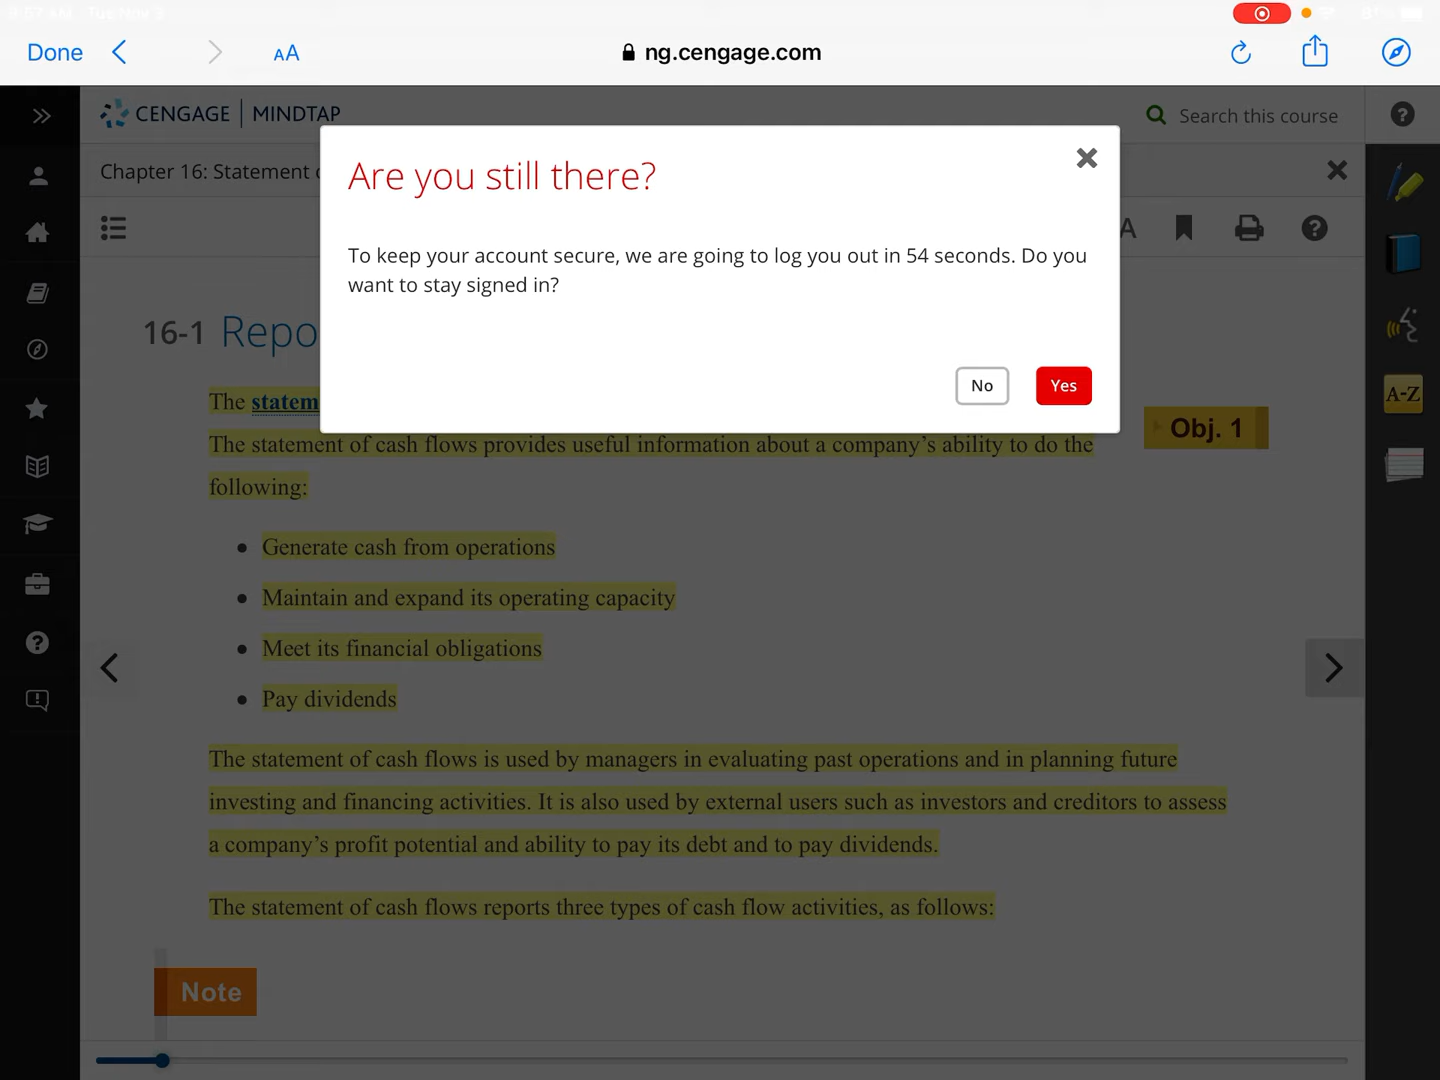 Tue Nov 3
Done
AA
ng.cengage.com
CENGAGE | MINDTAP
Search this course
Chapter 16: Statement
Are you still there?
To keep your account secure, we are going to log you out in 54 seconds. Do you
want to stay signed in?
No
Yes
A
A-Z
16-1 Repo
The statem
Obj. 1
The statement of cash flows provides useful information about a company's ability to do the
following:
• Generate cash from operations
• Maintain and expand its operating capacity
• Meet its financial obligations
• Pay dividends
The statement of cash flows is used by managers in evaluating past operations and in planning future
investing and financing activities. It is also used by external users such as investors and creditors to assess
a company's profit potential and ability to pay its debt and to pay dividends.
The statement of cash flows reports three types of cash flow activities, as follows:
Note